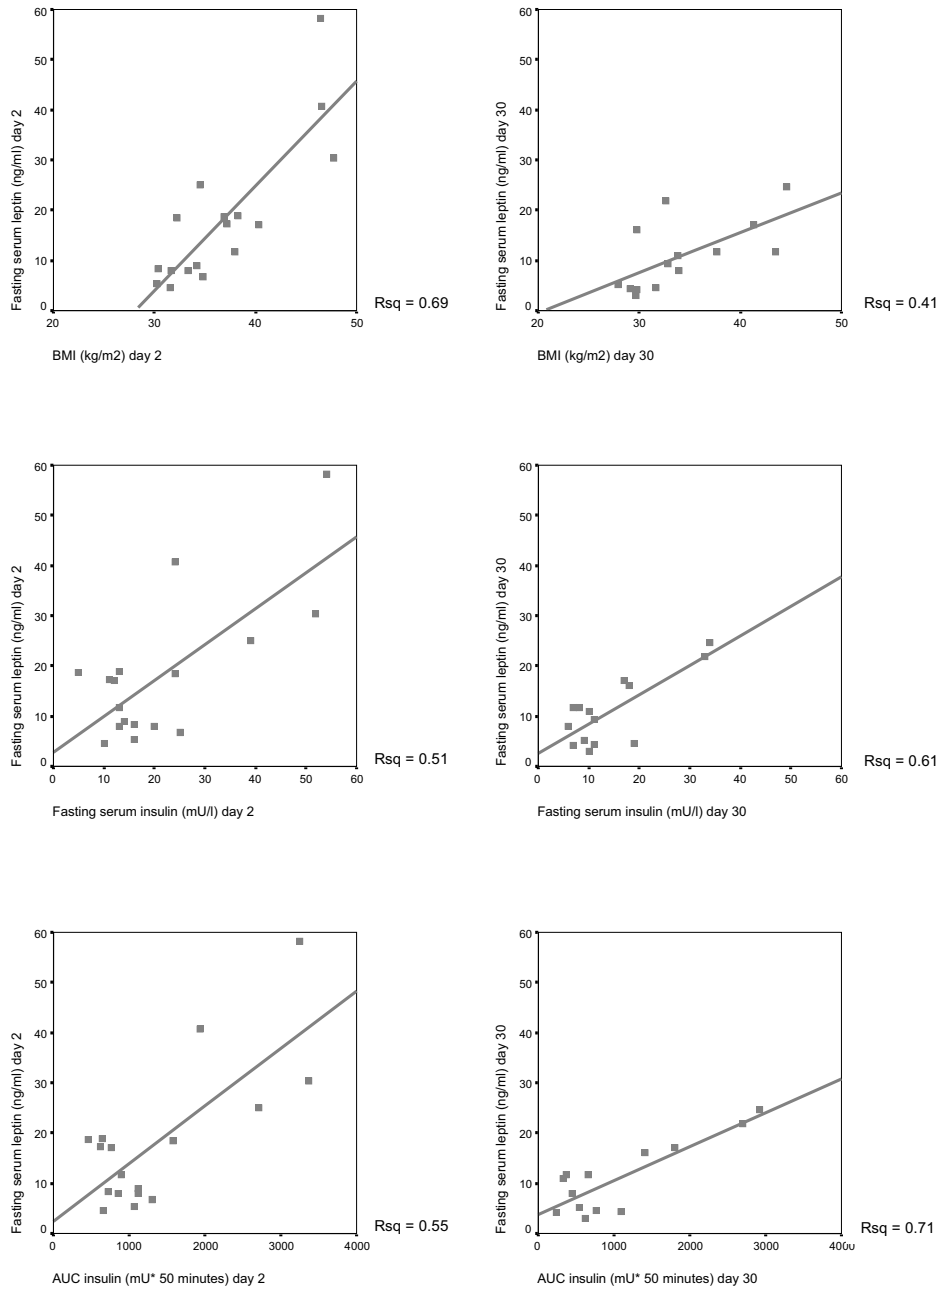 60
50
40
30
20
10
0
Fasting serum leptin (ng/ml) day 2
20 30 40 50
BMI (kg/m2) day 2
Rsq = 0.69
60
50
40
30
20
10
0
Fasting serum leptin (ng/ml) day 30
20 30 40 50
BMI (kg/m2) day 30
Rsq = 0.41
60
50
40
30
20
10
0
Fasting serum leptin (ng/ml) day 2
0 10 20 30 40 50 60
Fasting serum insulin (mU/l) day 2
Rsq = 0.51
60
50
40
30
20
10
0
Fasting serum leptin (ng/ml) day 30
0 10 20 30 40 50 60
Fasting serum insulin (mU/l) day 30
Rsq = 0.61
60
50
40
30
20
10
0
Fasting serum leptin (ng/ml) day 2
0 1000 2000 3000 4000
AUC insulin (mU* 50 minutes) day 2
Rsq = 0.55
60
50
40
30
20
10
0
Fasting serum leptin (ng/ml) day 30
0 1000 2000 3000 4000
AUC insulin (mU* 50 minutes) day 30
Rsq = 0.71